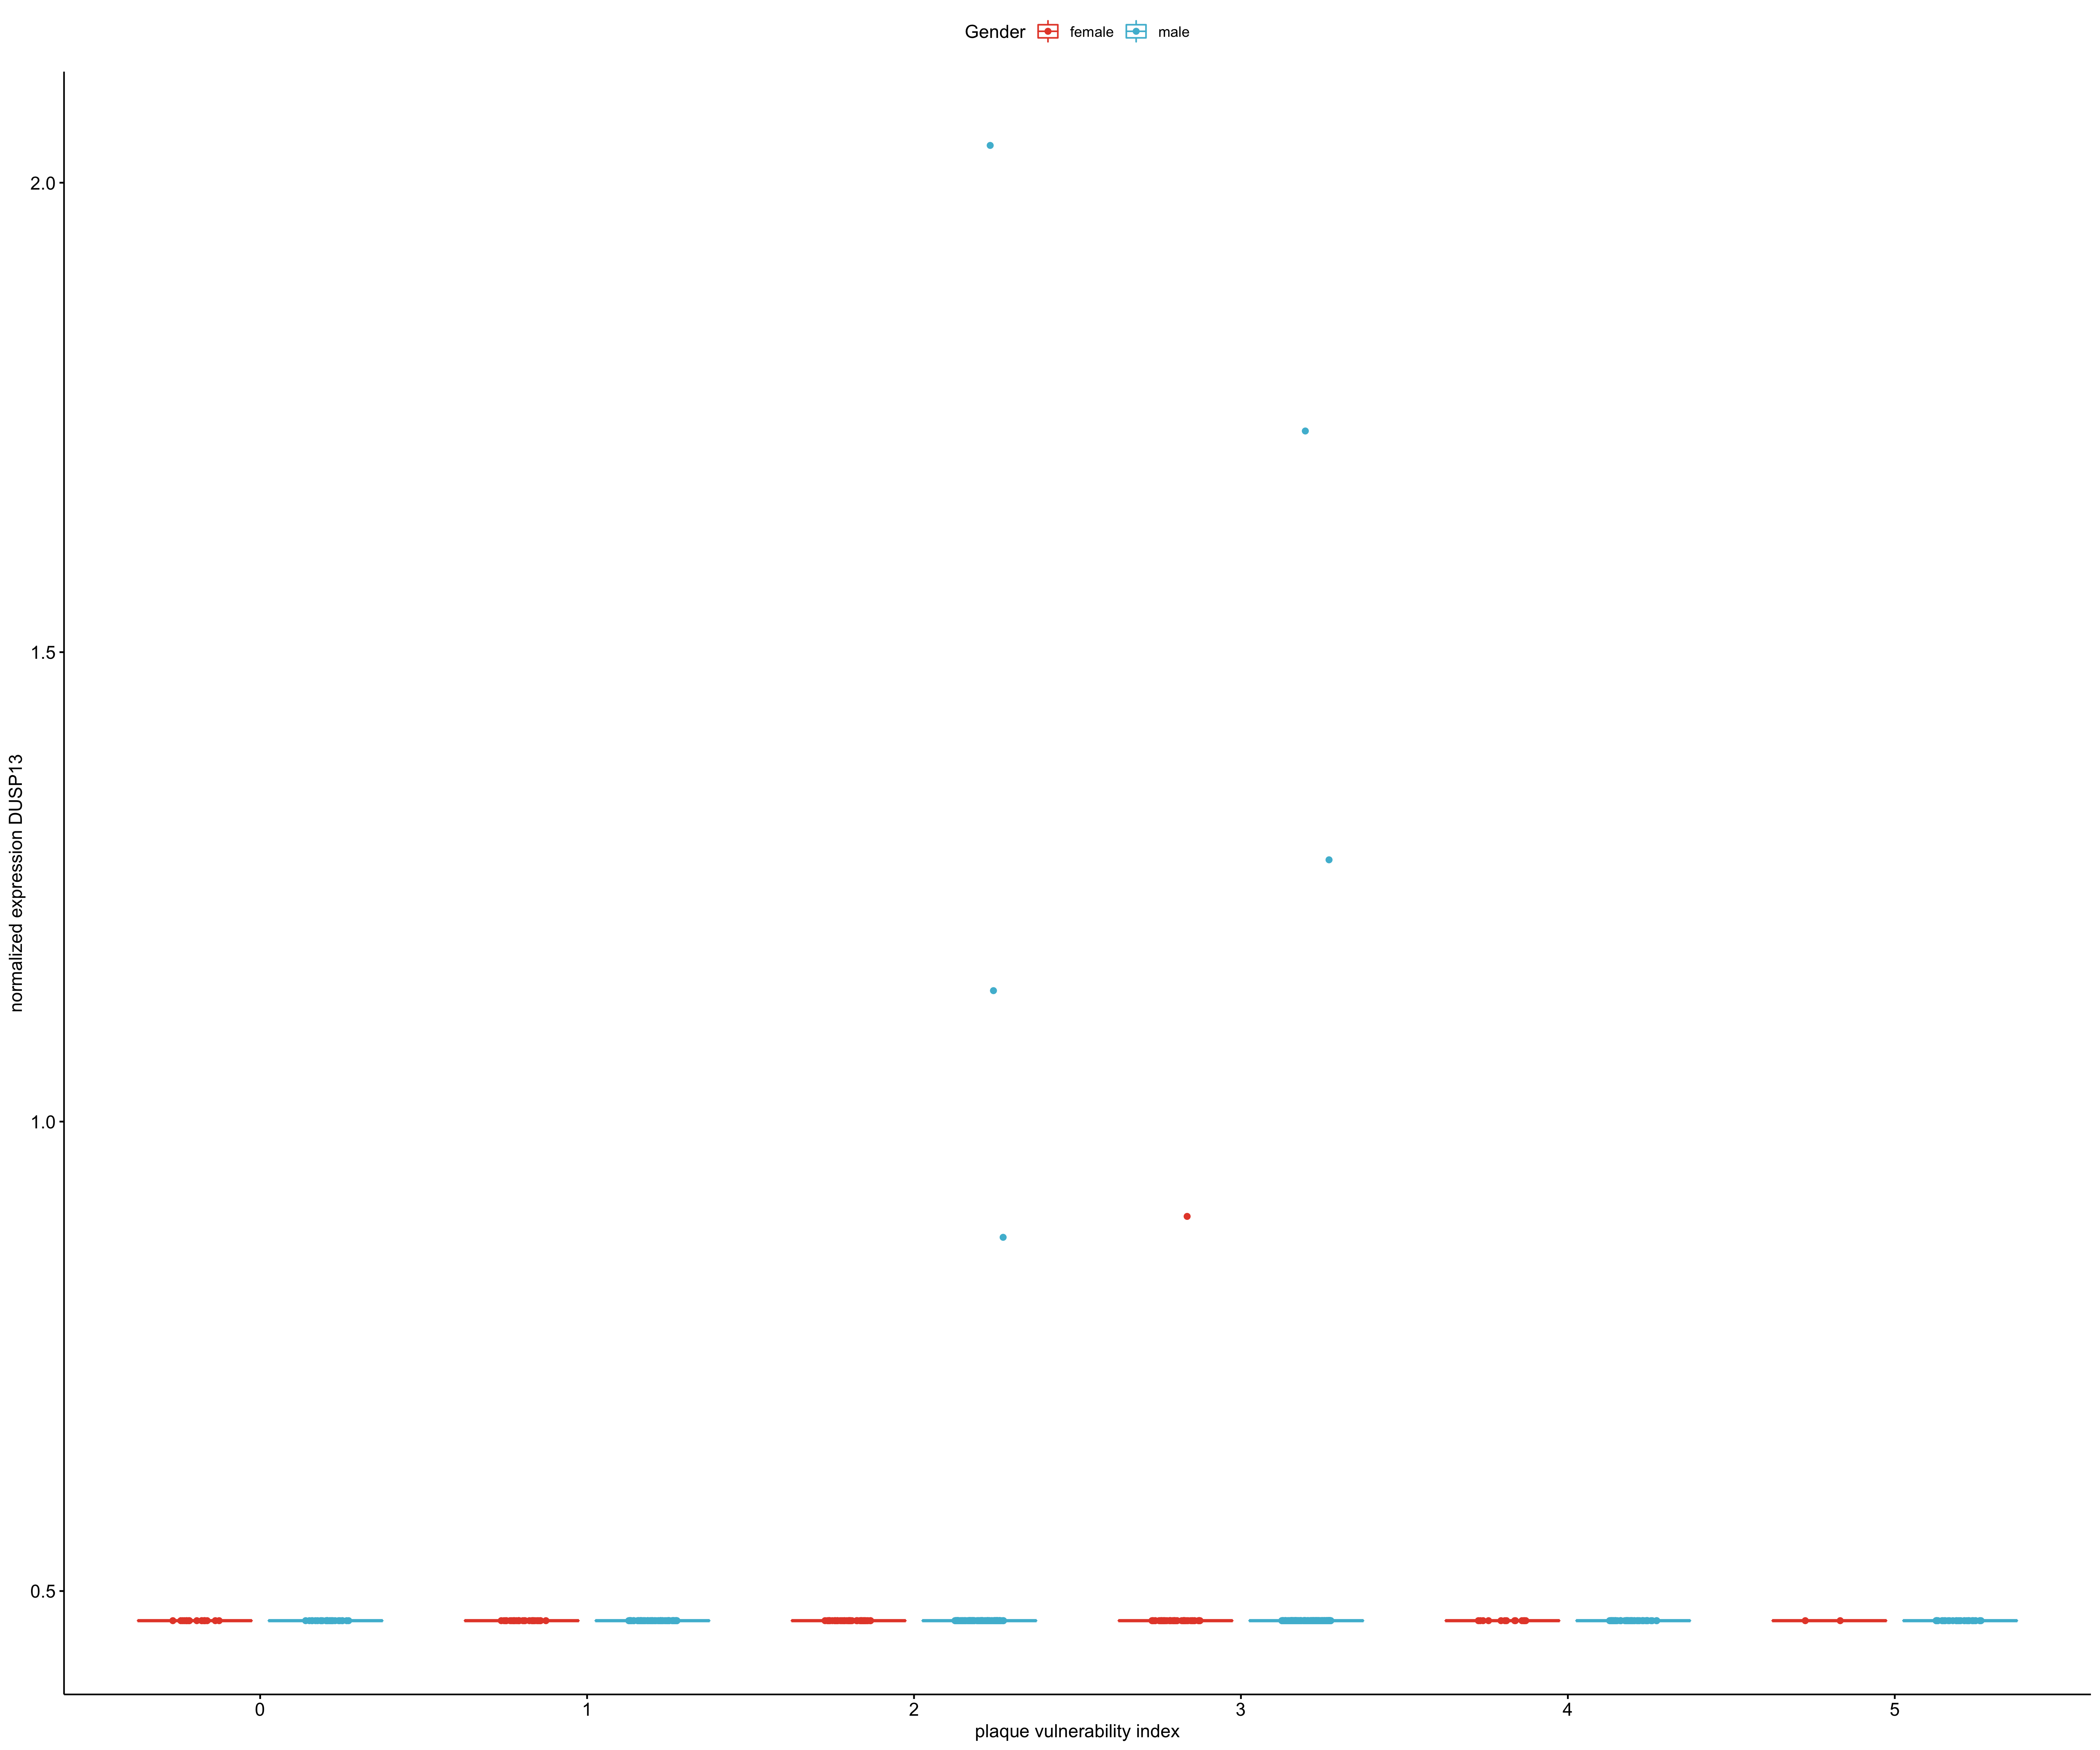 Gender female male
2.0
1.5
1.0
0.5
normalized expression DUSP13
0 1 2 3 4 5
plaque vulnerability index